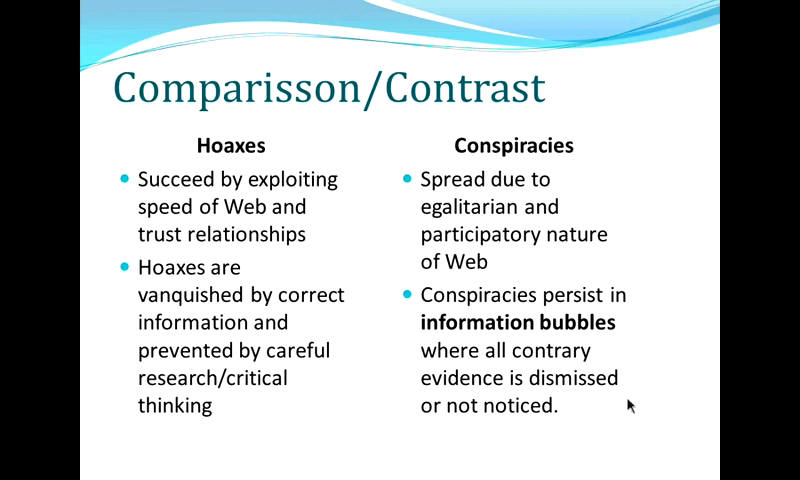 Comparisson/Contrast
Hoaxes
Succeed by exploiting
speed of Web and
trust relationships
Hoaxes are
vanquished by correct
information and
prevented by careful
research/critical
thinking
Conspiracies
Spread due to
egalitarian and
participatory nature
of Web
Conspiracies persist in
information bubbles
where all contrary
evidence is dismissed
or not noticed.